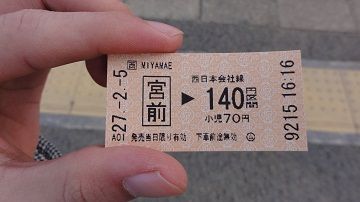 西 MIYAMAE
27.-2.-5
宮前
▶
西日本会社線
140円区間
小児70円
A01 発売当日限り有効 下車前途無効
9215 16:16